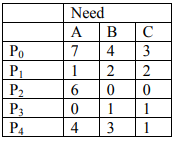 Need
A B C
P0 7 4 3
P1 1 2 2
P2 6 0 0
P3 0 1 1
P4 4 3 1